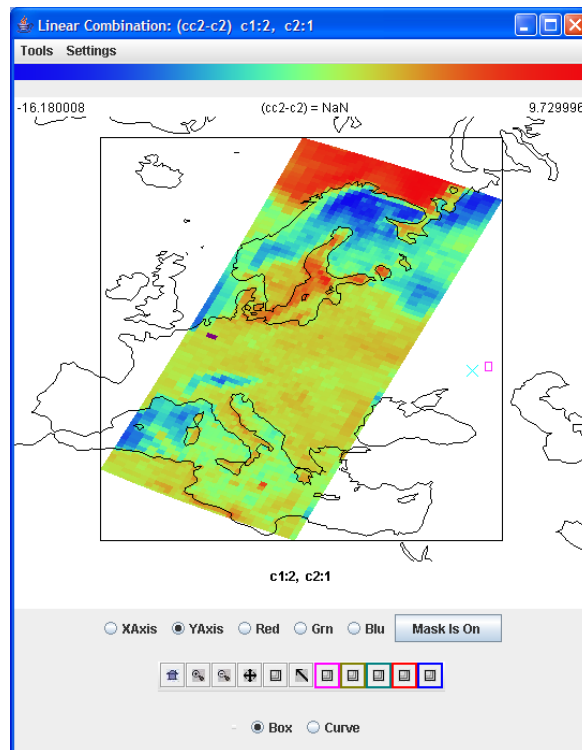 Linear Combination: (cc2-c2) c1:2, c2:1
Tools Settings
-16.180008 (cc2-c2) = NaN 9.729996
c1:2, c2:1
XAxis YAxis Red Grn Blu Mask Is On
Box Curve